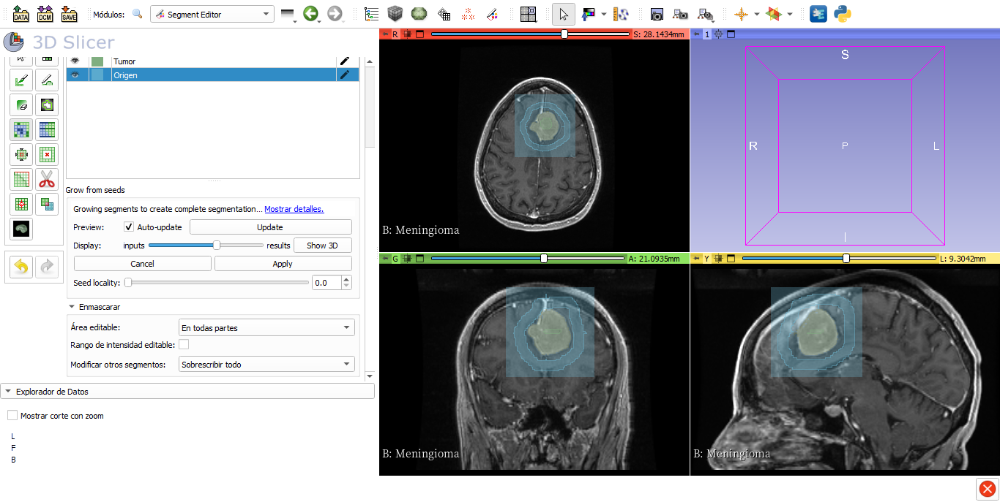 DATA DCM SAVE Módulos: Segment Editor
3D Slicer
R S: 28.1434mm 1
Tumor
Origen
S
R P L
I
Grow from seeds
Growing segments to create complete segmentation... Mostrar detalles.
Preview: Auto-update Update
Display: inputs results Show 3D
Cancel Apply
Seed locality: 0.0
Enmascarar
Área editable: En todas partes
Rango de intensidad editable:
Modificar otros segmentos: Sobrescribir todo
Explorador de Datos
Mostrar corte con zoom
L
F
B
B: Meningioma
G A: 21.0935mm Y L: 9.3042mm
B: Meningioma
B: Meningioma